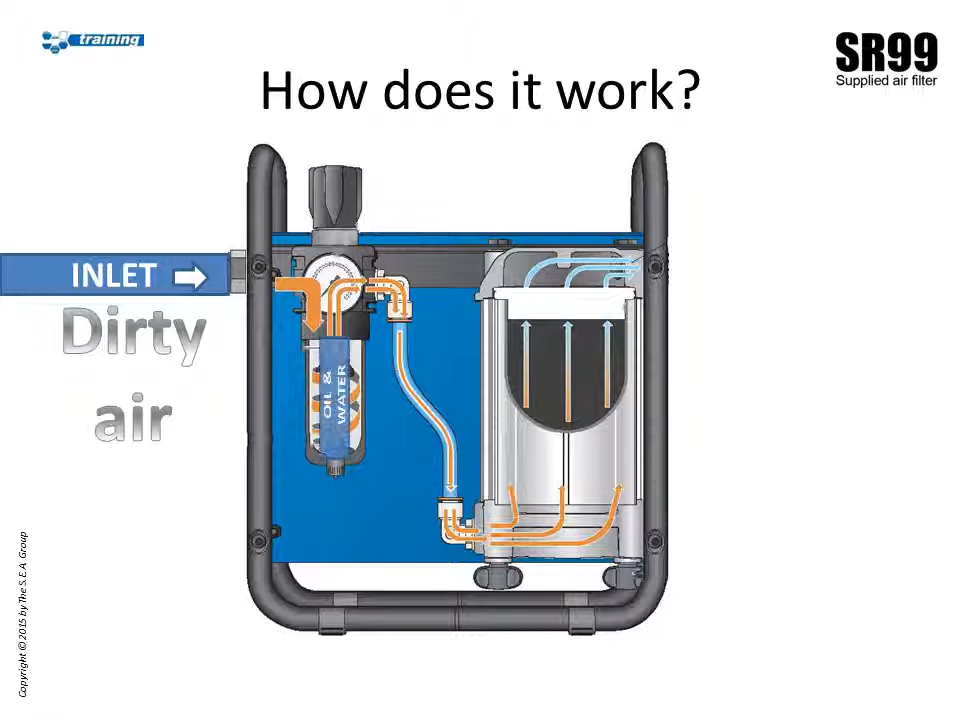 training
SR99
Supplied air filter
How does it work?
INLET
Dirty
air
OIL &
WATER
Copyright © 2015 by The S.E.A. Group